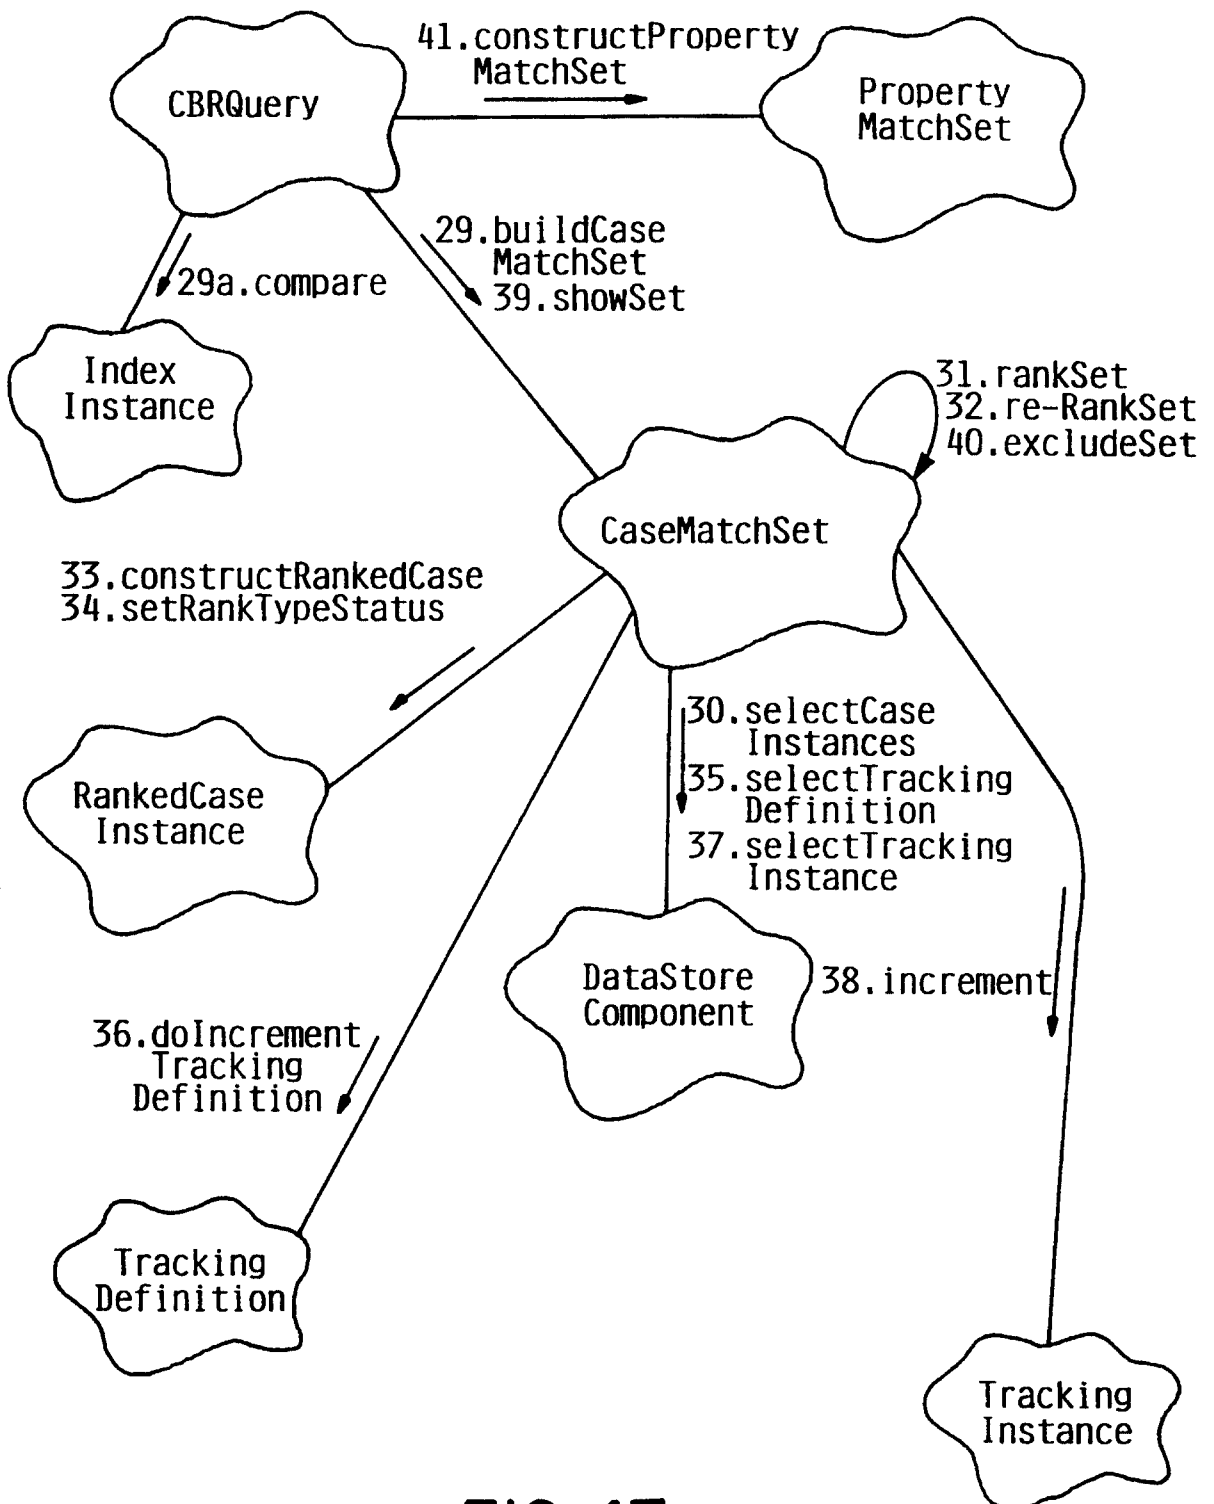 41.constructProperty
MatchSet
CBRQuery
Property
MatchSet
29.buildCase
MatchSet
39.showSet
29a.compare
Index
Instance
31.rankSet
32.re-RankSet
40.excludeSet
CaseMatchSet
33.constructRankedCase
34.setRankTypeStatus
30.selectCase
Instances
35.selectTracking
Definition
37.selectTracking
Instance
RankedCase
Instance
DataStore
Component
38.increment
36.doIncrement
Tracking
Definition
Tracking
Definition
Tracking
Instance